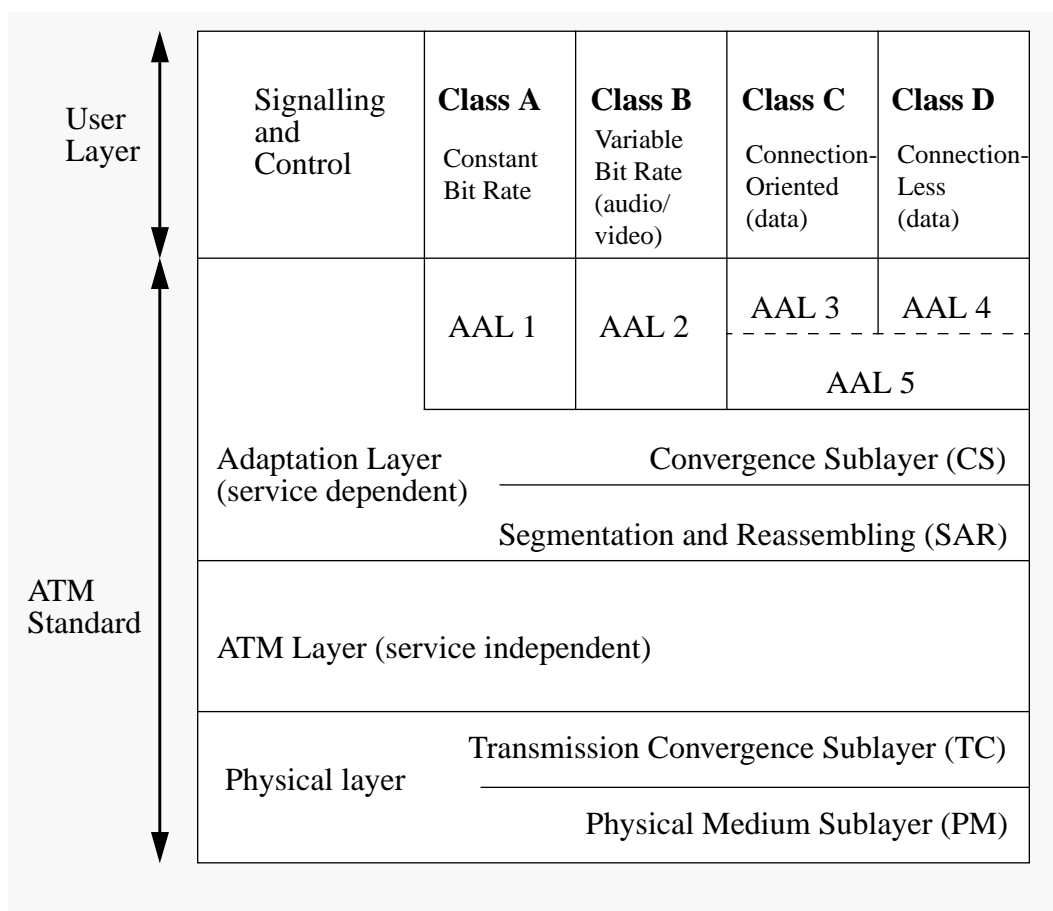 User
Layer
Signalling
and
Control
Class A
Constant
Bit Rate
Class B
Variable
Bit Rate
(audio/
video)
Class C
Connection-
Oriented
(data)
Class D
Connection-
Less
(data)
ATM
Standard
AAL 1
AAL 2
AAL 3
AAL 4
AAL 5
Adaptation Layer
(service dependent)
Convergence Sublayer (CS)
Segmentation and Reassembling (SAR)
ATM Layer (service independent)
Physical layer
Transmission Convergence Sublayer (TC)
Physical Medium Sublayer (PM)